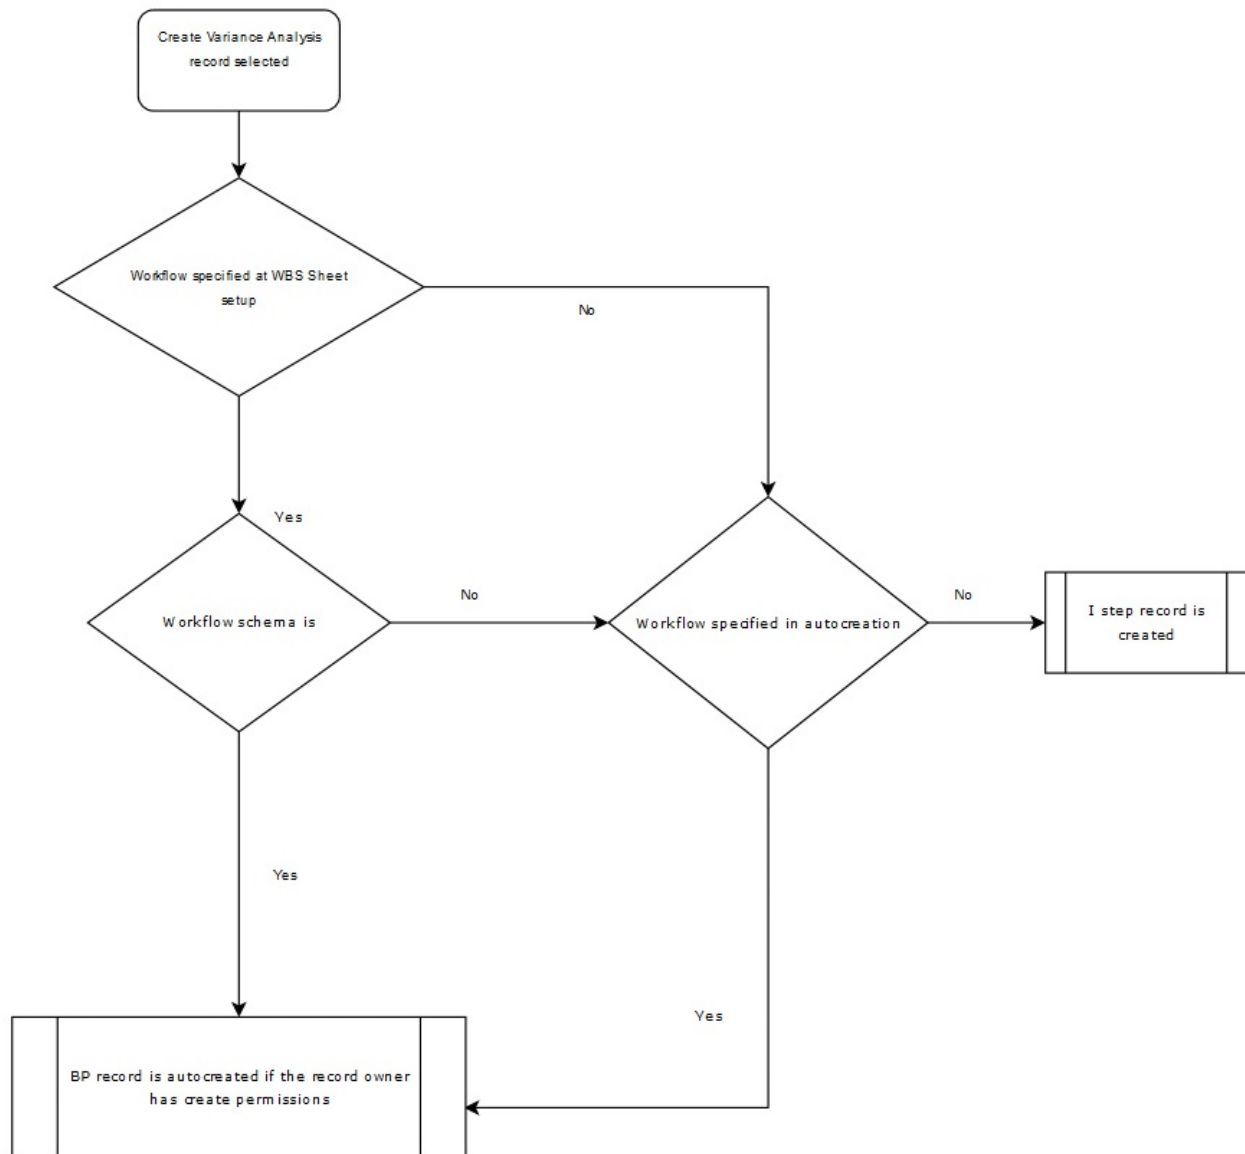 Create Variance Analysis
record selected
Workflow specified at WBS Sheet
setup
No
Yes
Workflow schema is
No
Workflow specified in autocreation
No
I step record is
created
Yes
Yes
BP record is autocreated if the record owner
has create permissions